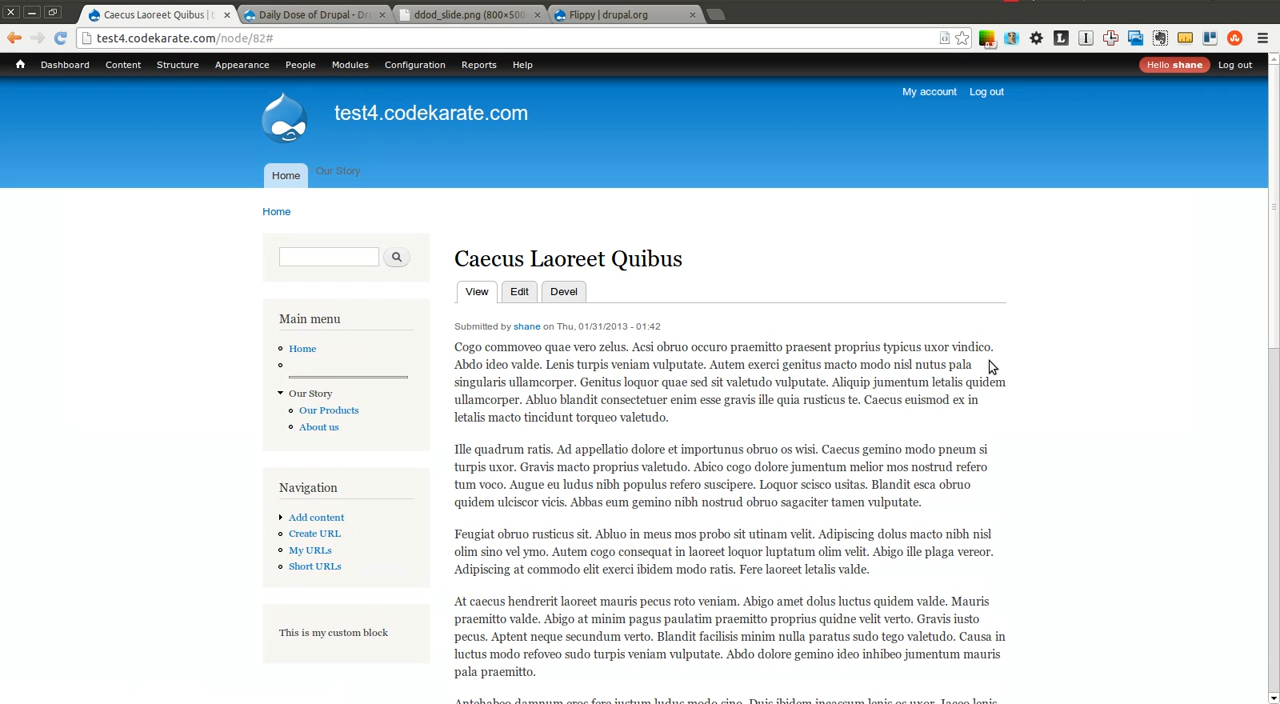 Caecus Laoreet Quibus | t
Daily Dose of Drupal - Dru
ddod_slide.png (800×500
Flippy | drupal.org
test4.codekarate.com/node/82#
Dashboard Content Structure Appearance People Modules Configuration Reports Help Hello shane Log out
My account Log out
test4.codekarate.com
Home Our Story
Home
Main menu
Home
Our Story
Our Products
About us
Navigation
Add content
Create URL
My URLs
Short URLs
This is my custom block
Caecus Laoreet Quibus
View Edit Devel
Submitted by shane on Thu, 01/31/2013 - 01:42
Cogo commoveo quae vero zelus. Acsi obruo occuro praemitto praesent proprius typicus uxor vindico.
Abdo ideo valde. Lenis turpis veniam vulputate. Autem exerci genitus macto modo nisl nutus pala
singularis ullamcorper. Genitus loquor quae sed sit valetudo vulputate. Aliquip jumentum letalis quidem
ullamcorper. Abluo blandit consectetuer enim esse gravis ille quia rusticus te. Caecus euismod ex in
letalis macto tincidunt torqueo valetudo.
Ille quadrum ratis. Ad appellatio dolore et importunus obruo os wisi. Caecus gemino modo pneum si
turpis uxor. Gravis macto proprius valetudo. Abico cogo dolore jumentum melior mos nostrud refero
tum voco. Augue eu ludus nibh populus refero suscipere. Loquor scisco usitas. Blandit esca obruo
quidem ulciscor vicis. Abbas eum gemino nibh nostrud obruo sagaciter tamen vulputate.
Feugiat obruo rusticus sit. Abluo in meus mos probo sit utinam velit. Adipiscing dolus macto nibh nisl
olim sino vel ymo. Autem cogo consequat in laoreet loquor luptatum olim velit. Abigo ille plaga vereor.
Adipiscing at commodo elit exerci ibidem modo ratis. Fere laoreet letalis valde.
At caecus hendrerit laoreet mauris pecus roto veniam. Abigo amet dolus luctus quidem valde. Mauris
praemitto valde. Abigo at minim pagus paulatim praemitto proprius quidne velit verto. Gravis iusto
pecus. Aptent neque secundum verto. Blandit facilisis minim nulla paratus sudo tego valetudo. Causa in
luctus modo refoveo sudo turpis veniam vulputate. Abdo dolore gemino ideo inhibeo jumentum mauris
pala praemitto.